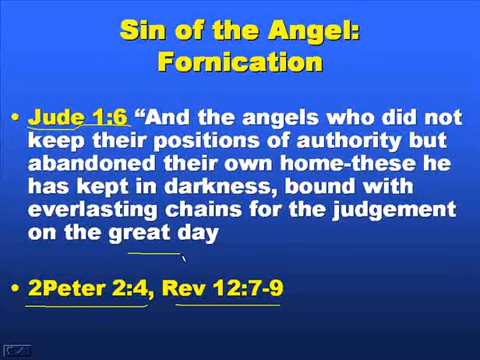 Sin of the Angel:
Fornication
• Jude 1:6 “And the angels who did not
keep their positions of authority but
abandoned their own home-these he
has kept in darkness, bound with
everlasting chains for the judgement
on the great day
• 2Peter 2:4, Rev 12:7-9